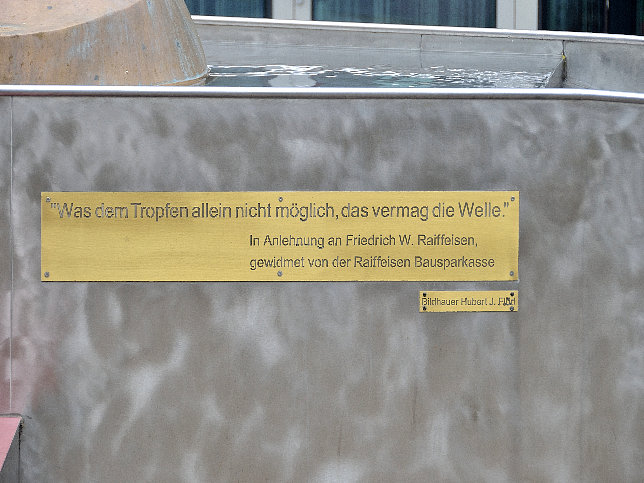 "Was dem Tropfen allein nicht möglich, das vermag die Welle."
In Anlehnung an Friedrich W. Raiffeisen,
gewidmet von der Raiffeisen Bausparkasse
Bildhauer Hubert J. Flörl